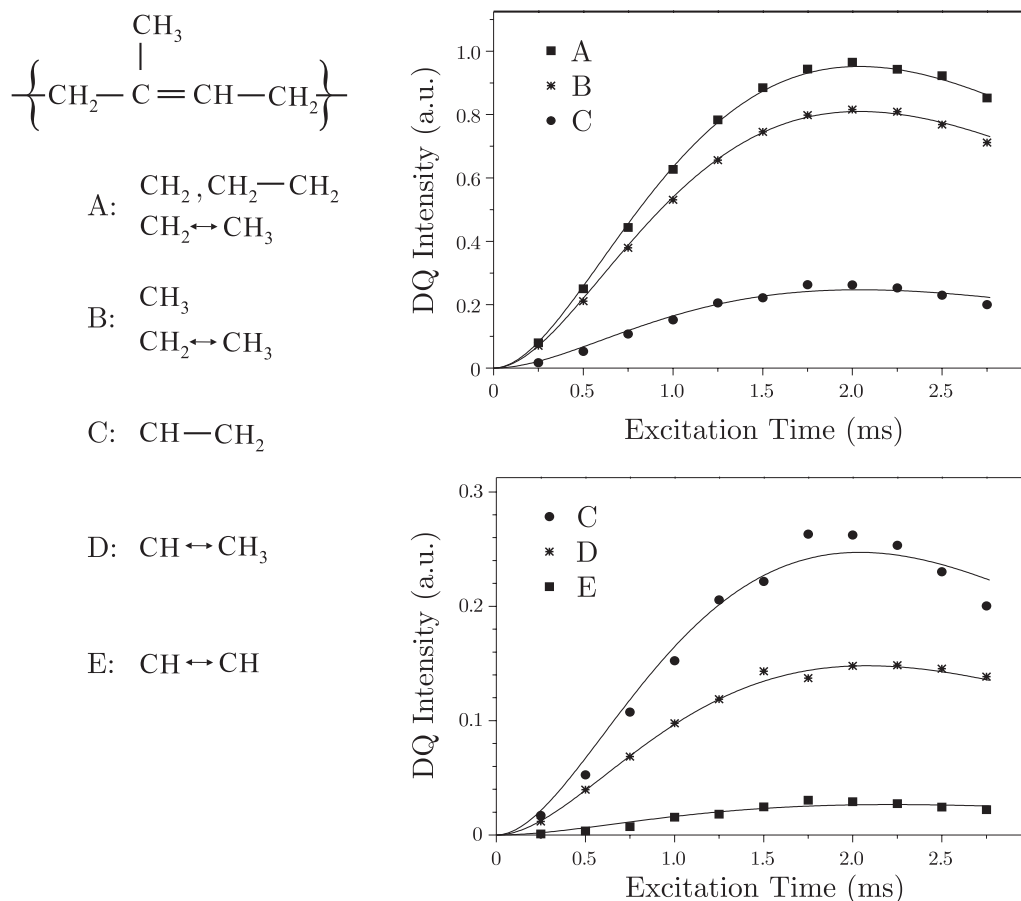 CH₃
CH₂—C=CH—CH₂
A: CH₂,CH₂—CH₂
CH₂↔CH₃
B: CH₃
CH₂↔CH₃
C: CH—CH₂
D: CH↔CH₃
E: CH↔CH
DQ Intensity (a.u.)
1.0
0.8
0.6
0.4
0.2
0
A
B
C
0.0 0.5 1.0 1.5 2.0 2.5
Excitation Time (ms)
DQ Intensity (a.u.)
0.3
0.2
0.1
0
C
D
E
0.0 0.5 1.0 1.5 2.0 2.5
Excitation Time (ms)